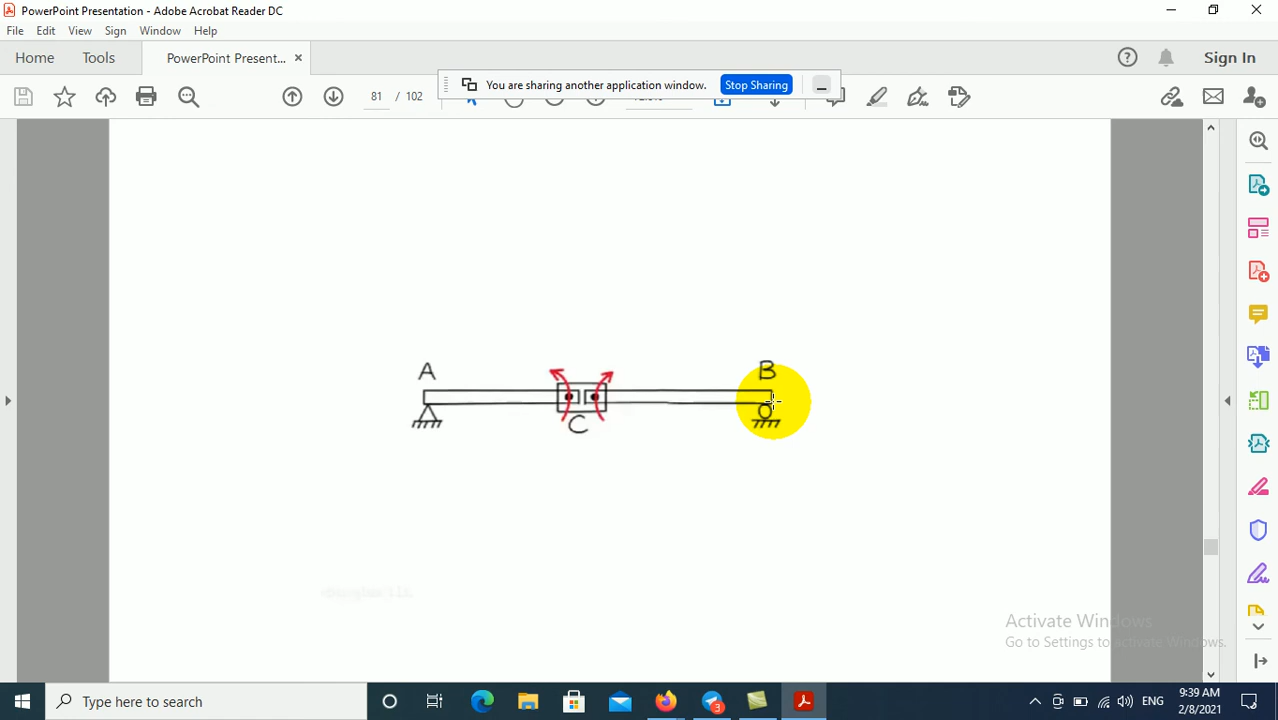 PowerPoint Presentation - Adobe Acrobat Reader DC
File Edit View Sign Window Help
Home Tools PowerPoint Present... Sign In
You are sharing another application window. Stop Sharing
81 / 102
A
B
C
Activate Windows
Go to Settings to activate Windows.
Type here to search
3
ENG
9:39 AM
2/8/2021